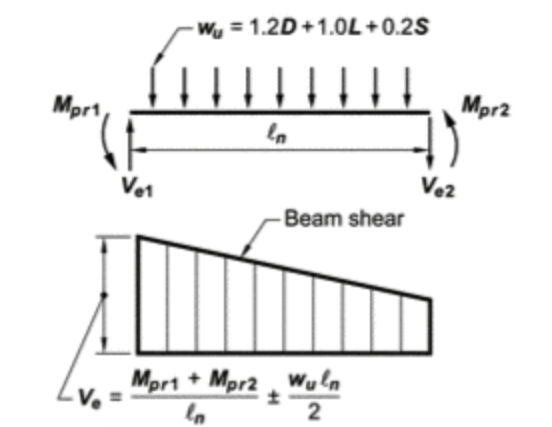 wᵤ = 1.2D+1.0L+0.2S
Mₚᵣ₁
Mₚᵣ₂
ℓₙ
Vₑ₁
Vₑ₂
Beam shear
Vₑ = (Mₚᵣ₁ + Mₚᵣ₂)/ℓₙ ± (wᵤ ℓₙ)/2